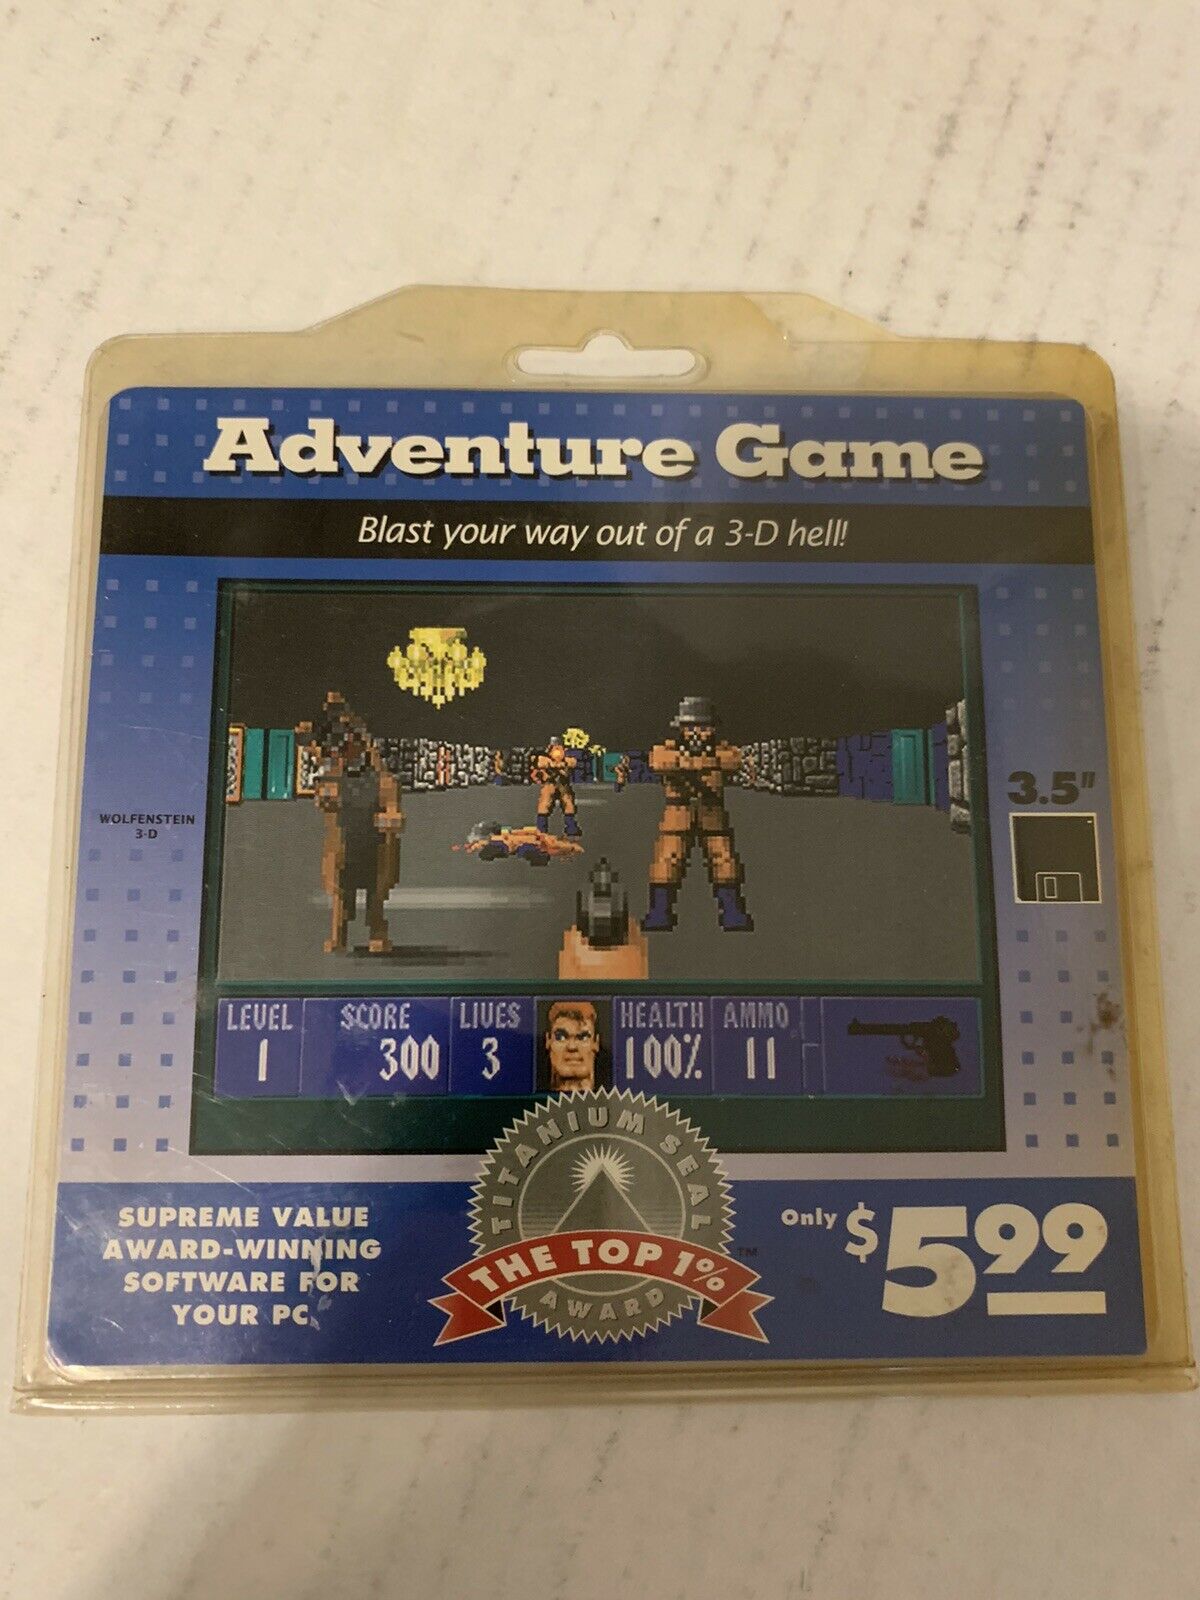 Adventure Game
Blast your way out of a 3-D hell!
WOLFENSTEIN
3-D
3.5"
LEVEL SCORE LIVES HEALTH AMMO
1 300 3 100% 11
TITANIUM SEAL
THE TOP 1%™
AWARD
SUPREME VALUE
AWARD-WINNING
SOFTWARE FOR
YOUR PC
Only $599